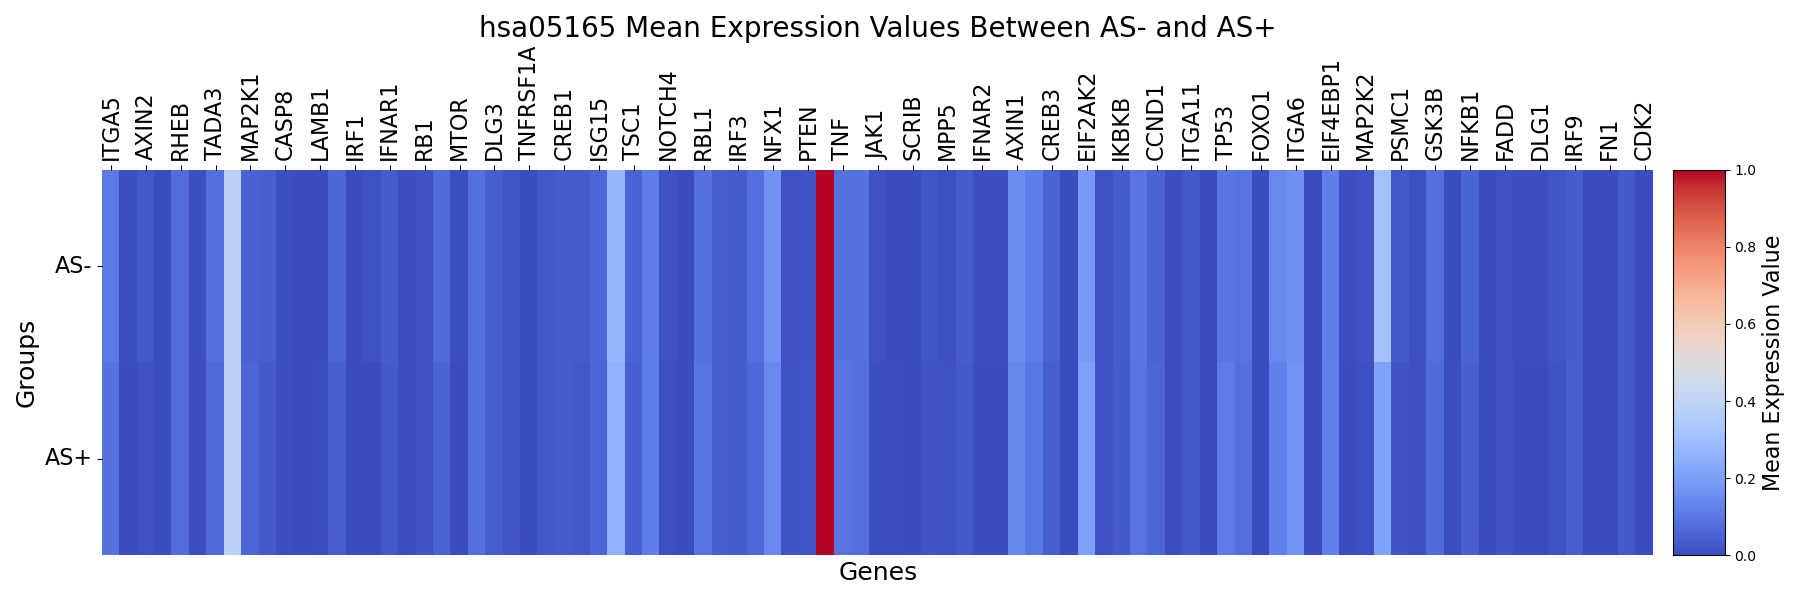 hsa05165 Mean Expression Values Between AS- and AS+
ITGA5
AXIN2
RHEB
TADA3
MAP2K1
CASP8
LAMB1
IRF1
IFNAR1
RB1
MTOR
DLG3
TNFRSF1A
CREB1
ISG15
TSC1
NOTCH4
RBL1
IRF3
NFX1
PTEN
TNF
JAK1
SCRIB
MPP5
IFNAR2
AXIN1
CREB3
EIF2AK2
IKBKB
CCND1
ITGA11
TP53
FOXO1
ITGA6
EIF4EBP1
MAP2K2
PSMC1
GSK3B
NFKB1
FADD
DLG1
IRF9
FN1
CDK2
Groups
AS-
AS+
Genes
1.0
0.8
0.6
0.4
0.2
0.0
Mean Expression Value